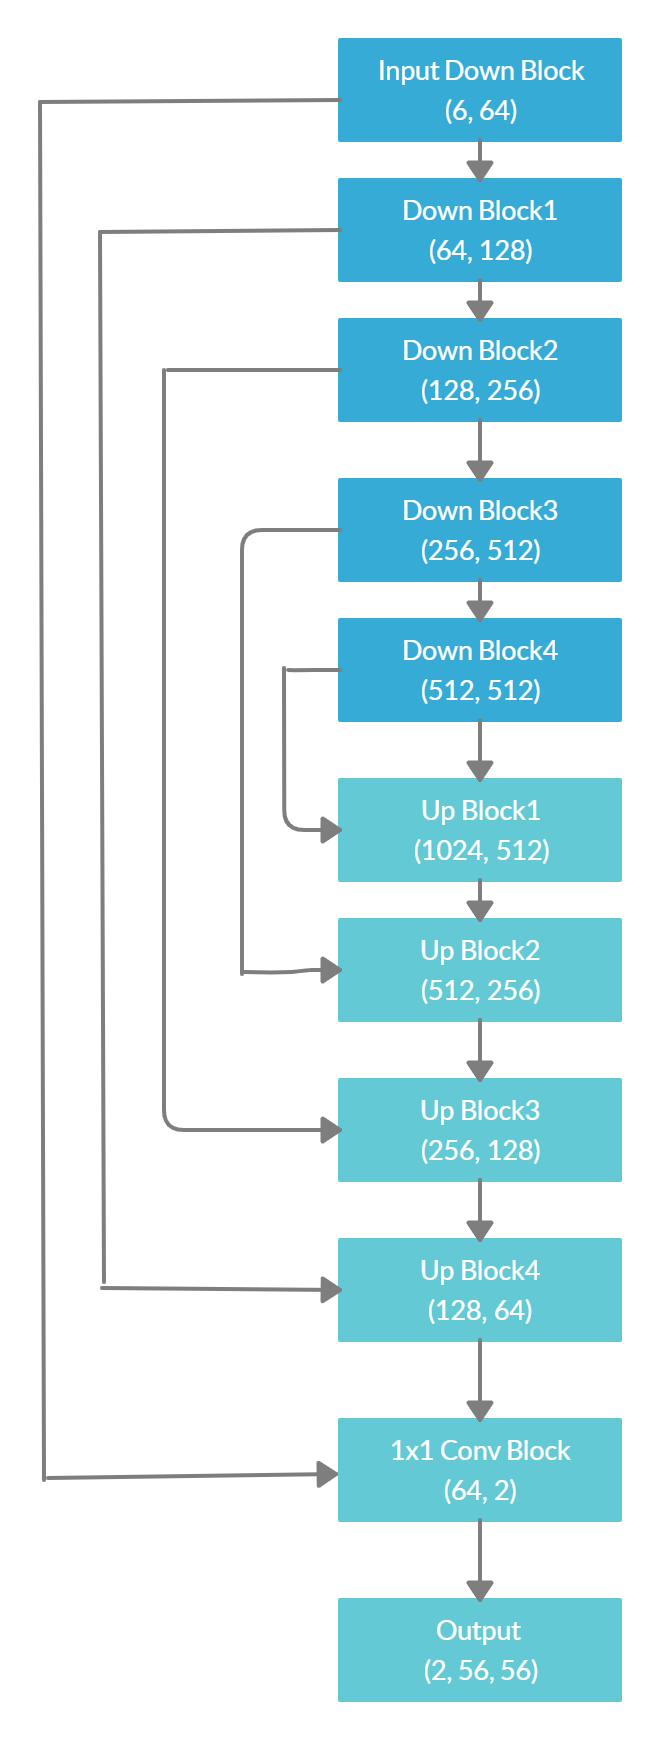 Input Down Block
(6, 64)
Down Block1
(64, 128)
Down Block2
(128, 256)
Down Block3
(256, 512)
Down Block4
(512, 512)
Up Block1
(1024, 512)
Up Block2
(512, 256)
Up Block3
(256, 128)
Up Block4
(128, 64)
1x1 Conv Block
(64, 2)
Output
(2, 56, 56)